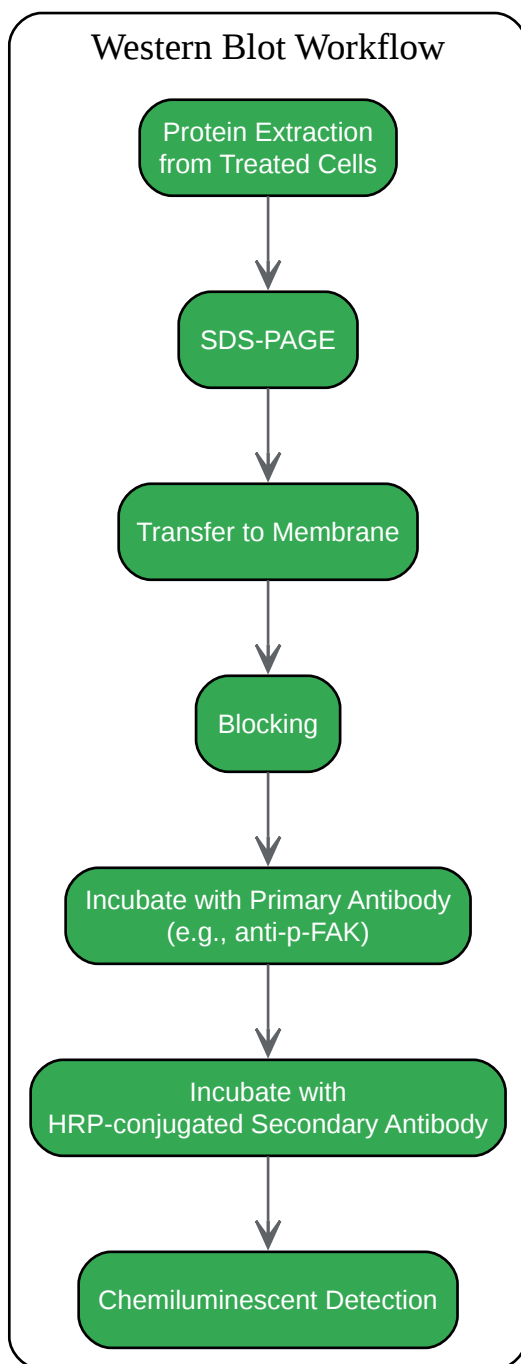 Western Blot Workflow
Protein Extraction
from Treated Cells
SDS-PAGE
Transfer to Membrane
Blocking
Incubate with Primary Antibody
(e.g., anti-p-FAK)
Incubate with
HRP-conjugated Secondary Antibody
Chemiluminescent Detection